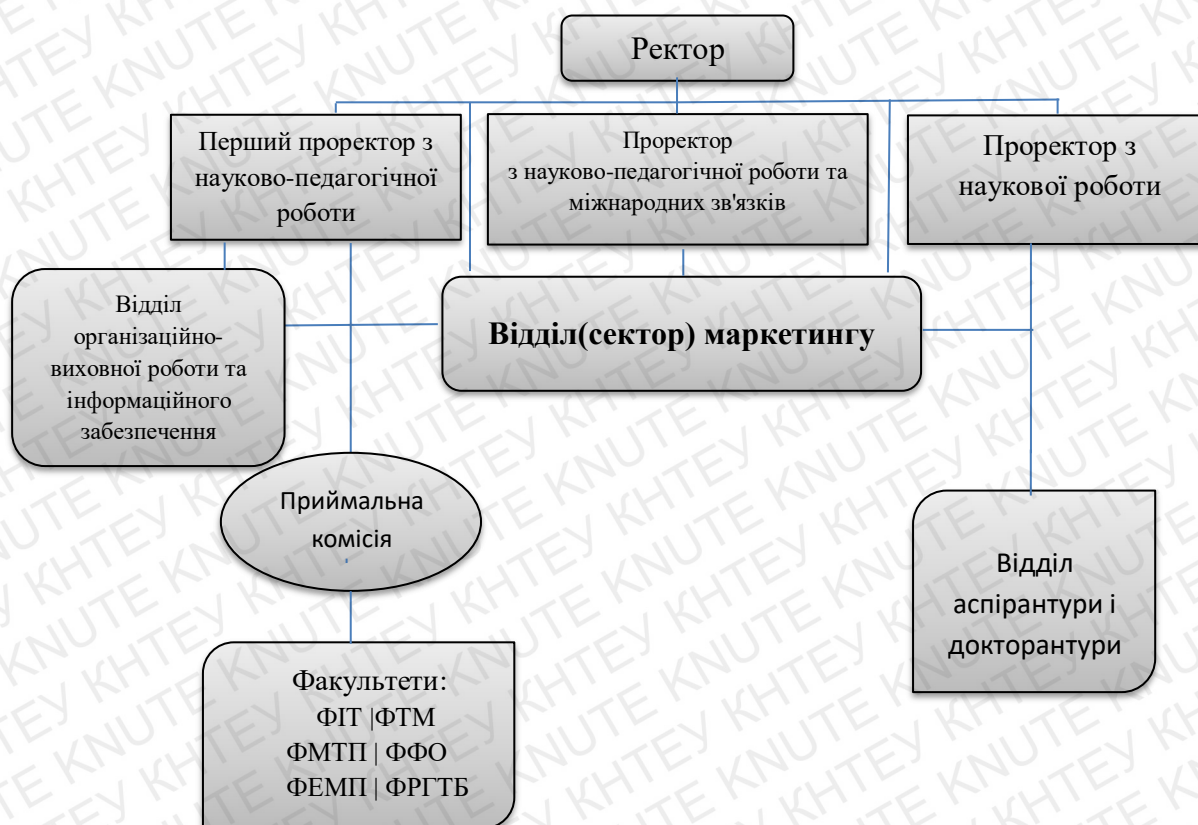 Ректор
Перший проректор з
науково-педагогічної
роботи
Проректор
з науково-педагогічної роботи та
міжнародних зв'язків
Проректор з
наукової роботи
Відділ
організаційно-
виховної роботи та
інформаційного
забезпечення
Відділ(сектор) маркетингу
Приймальна
комісія
Відділ
аспірантури і
докторантури
Факультети:
ФІТ |ФТМ
ФМТП | ФФО
ФЕМП | ФРГТБ